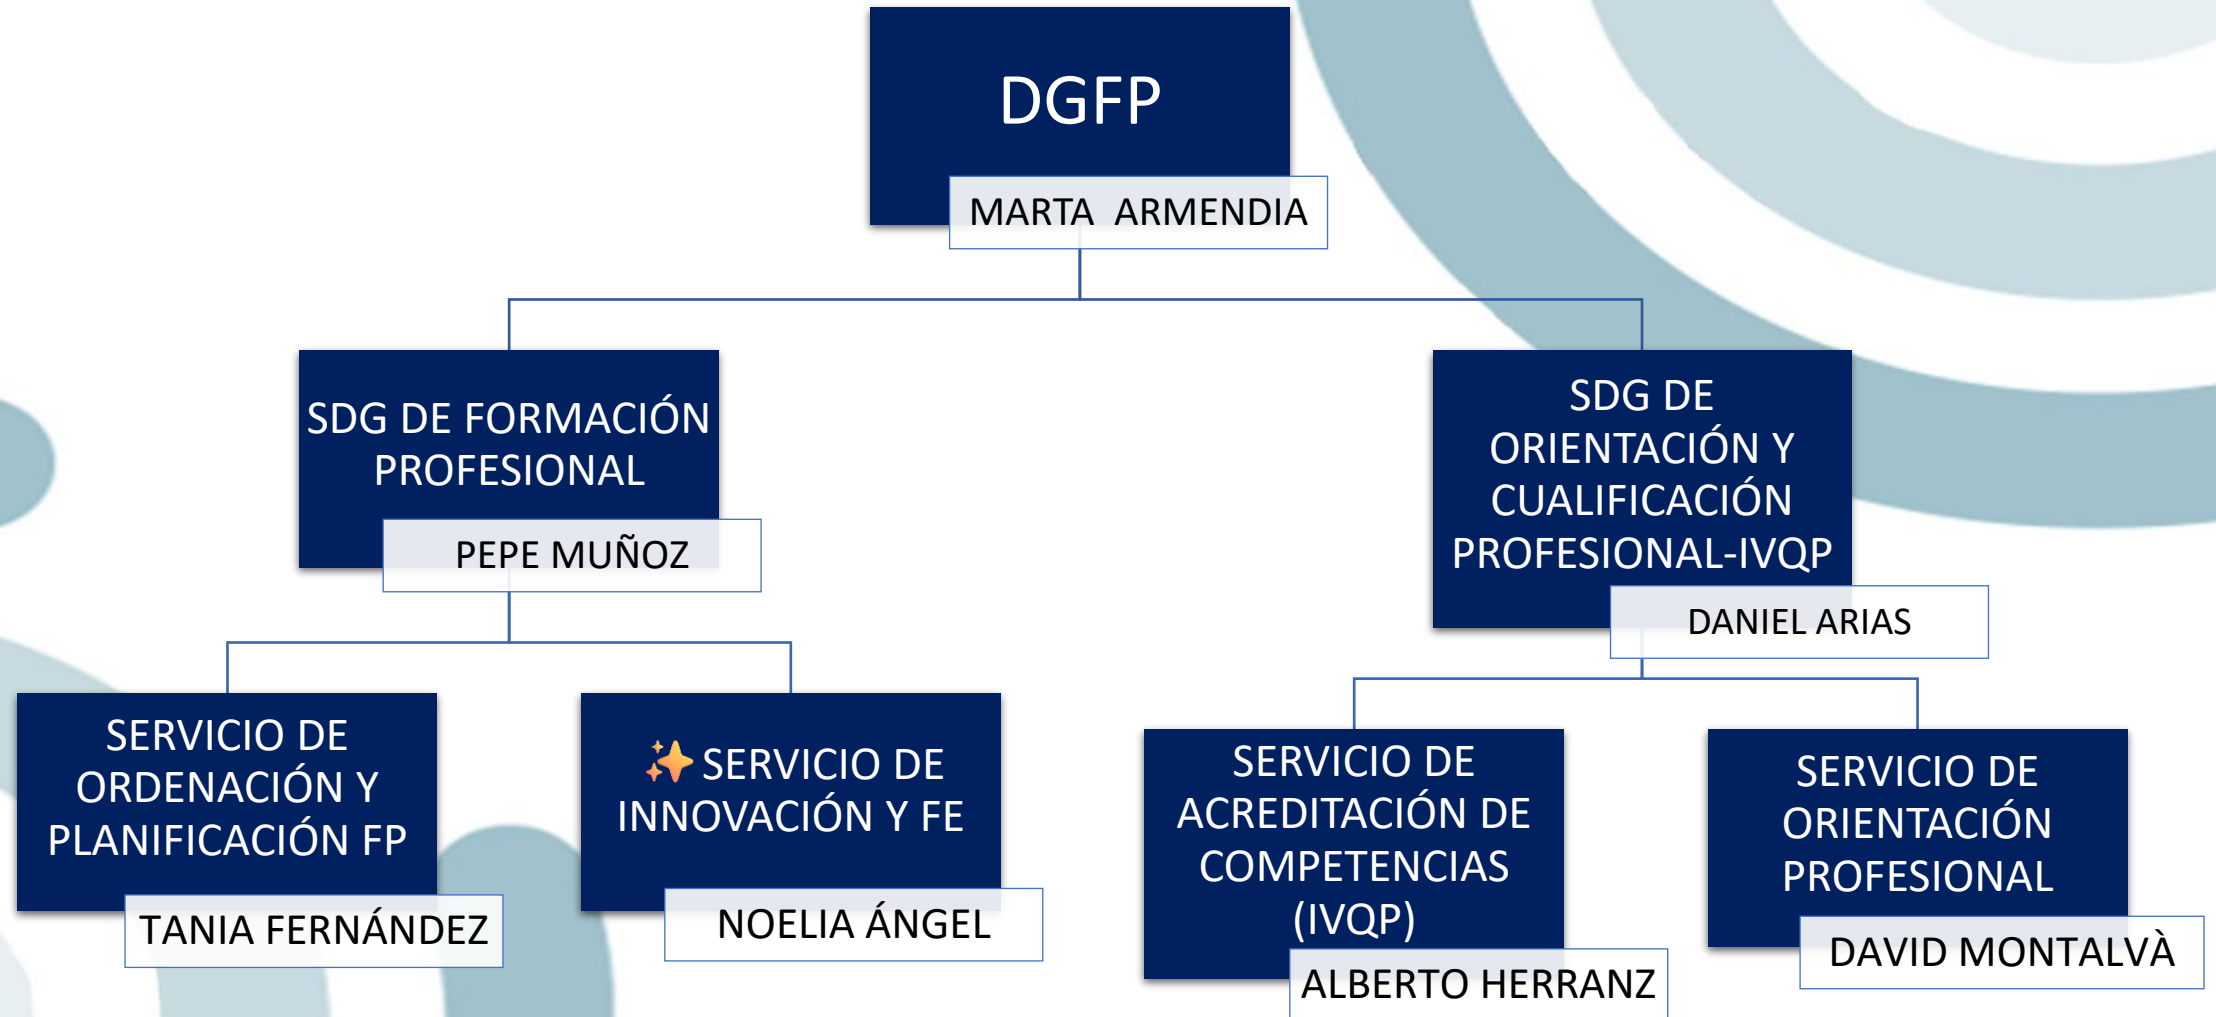 DGFP
MARTA ARMENDIA
SDG DE FORMACIÓN
PROFESIONAL
PEPE MUÑOZ
SDG DE
ORIENTACIÓN Y
CUALIFICACIÓN
PROFESIONAL-IVQP
DANIEL ARIAS
SERVICIO DE
ORDENACIÓN Y
PLANIFICACIÓN FP
TANIA FERNÁNDEZ
✨SERVICIO DE
INNOVACIÓN Y FE
NOELIA ÁNGEL
SERVICIO DE
ACREDITACIÓN DE
COMPETENCIAS
(IVQP)
ALBERTO HERRANZ
SERVICIO DE
ORIENTACIÓN
PROFESIONAL
DAVID MONTALVÀ